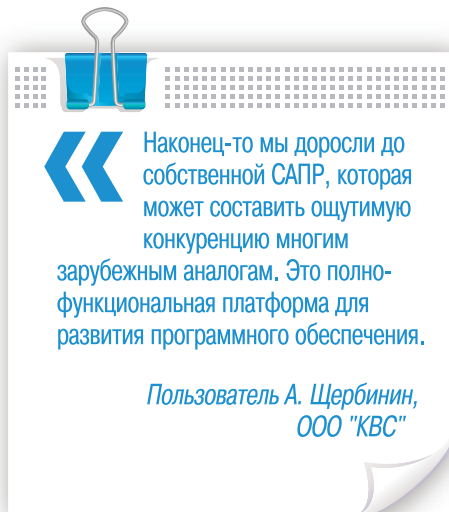 « Наконец-то мы доросли до
собственной САПР, которая
может составить ощутимую
конкуренцию многим
зарубежным аналогам. Это полно-
функциональная платформа для
развития программного обеспечения.
Пользователь А. Щербинин,
ООО "КВС"